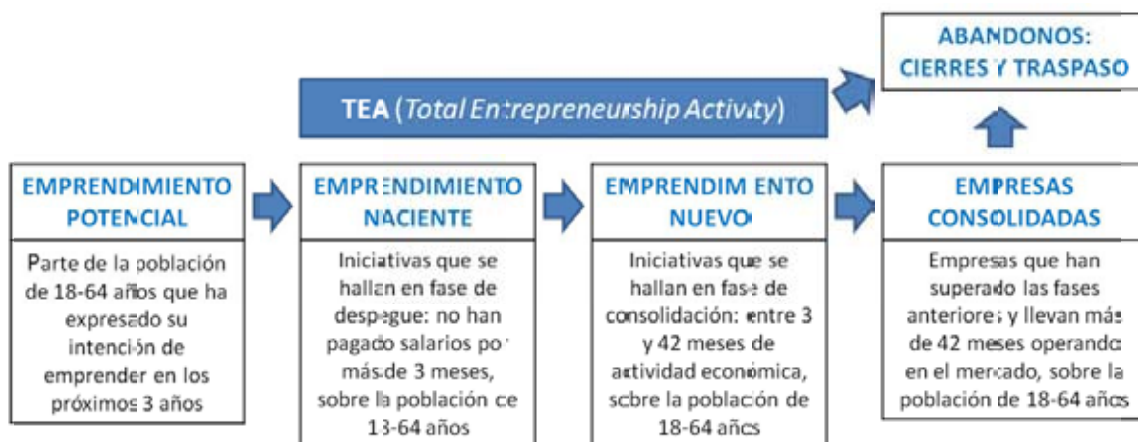 ABANDONOS:
CIERRES Y TRASPASO
TEA (Total Entrepreneurship Activity)
EMPRENDIMIENTO
POTENCIAL
Parte de la población
de 18-64 años que ha
expresado su
intención de
emprender en los
próximos 3 años
EMPRENDIMIENTO
NACIENTE
Iniciativas que se
hallan en fase de
despegue: no han
pagado salarios por
más de 3 meses,
sobre la población de
18-64 años
EMPRENDIMIENTO
NUEVO
Iniciativas que se
hallan en fase de
consolidación: entre 3
y 42 meses de
actividad económica,
sobre la población de
18-64 años
EMPRESAS
CONSOLIDADAS
Empresas que han
superado las fases
anteriores y llevan más
de 42 meses operando
en el mercado, sobre la
población de 18-64 años